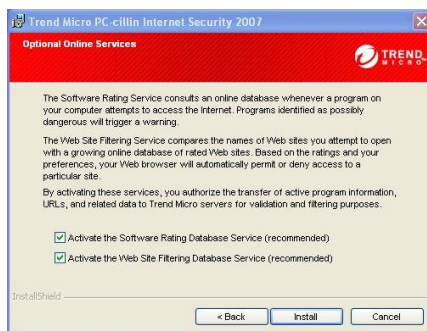 Trend Micro PC-cillin Internet Security 2007
Optional Online Services
TREND
MICRO
The Software Rating Service consults an online database whenever a program on
your computer attempts to access the Internet. Programs identified as possibly
dangerous will trigger a warning.
The Web Site Filtering Service compares the names of Web sites you attempt to open
with a growing online database of rated Web sites. Based on the ratings and your
preferences, your Web browser will automatically permit or deny access to a
particular site.
By activating these services, you authorize the transfer of active program information,
URLs, and related data to Trend Micro servers for validation and filtering purposes.
Activate the Software Rating Database Service (recommended)
Activate the Web Site Filtering Database Service (recommended)
InstallShield
< Back
Install
Cancel